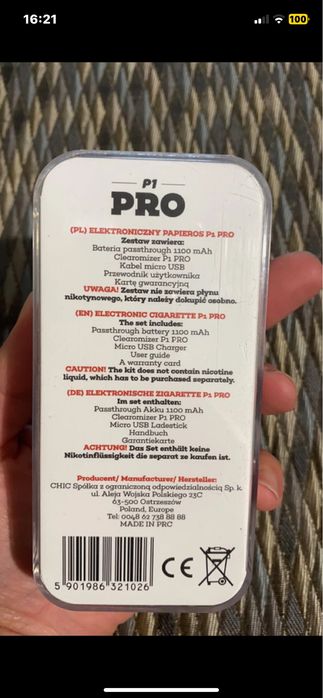 16:21
100
P1
PRO
(PL) ELEKTRONICZNY PAPIEROS P1 PRO
Zestaw zawiera:
Bateria passthrough 1100 mAh
Clearomizer P1 PRO
Kabel micro USB
Przewodnik użytkownika
Kartę gwarancyjną
UWAGA! Zestaw nie zawiera płynu
nikotynowego, który należy dokupić osobno.
(EN) ELECTRONIC CIGARETTE P1 PRO
The set includes:
Passthrough battery 1100 mAh
Clearomizer P1 PRO
Micro USB Charger
User guide
A warranty card
CAUTION! The kit does not contain nicotine
liquid, which has to be purchased separately.
(DE) ELEKTRONISCHE ZIGARETTE P1 PRO
Im set enthalten:
Passthrough Akku 1100 mAh
Clearomizer P1 PRO
Micro USB Ladestick
Handbuch
Garantiekarte
ACHTUNG! Das Set enthält keine
Nikotinflüssigkeit die separat ze kaufen ist.
Producent/ Manufacturer/ Hersteller:
CHIC Spółka z ograniczoną odpowiedzialnością Sp. k.
ul. Aleja Wojska Polskiego 23C
63-500 Ostrzeszów
Poland, Europe
Tel: 0048 62 738 88 88
MADE IN PRC
CE
5 901986 321026